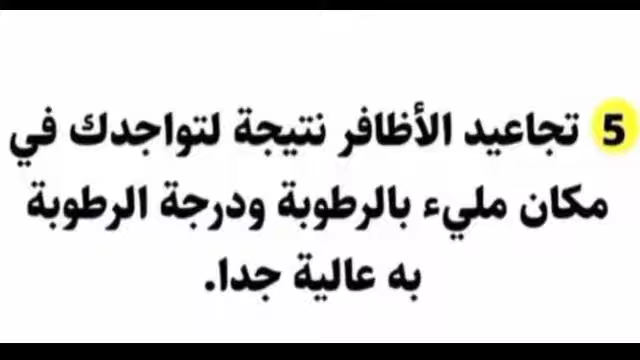 5 تجاعيد الأظافر نتيجة لتواجدك في
مكان مليء بالرطوبة ودرجة الرطوبة
به عالية جدا.